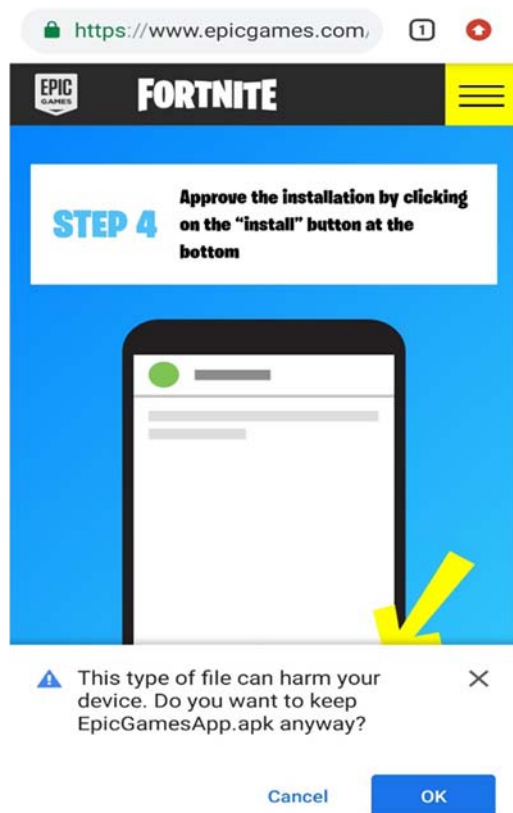 https://www.epicgames.com/
1
EPIC
GAMES
FORTNITE
STEP 4
Approve the installation by clicking
on the “install” button at the
bottom
This type of file can harm your
device. Do you want to keep
EpicGamesApp.apk anyway?
Cancel
OK